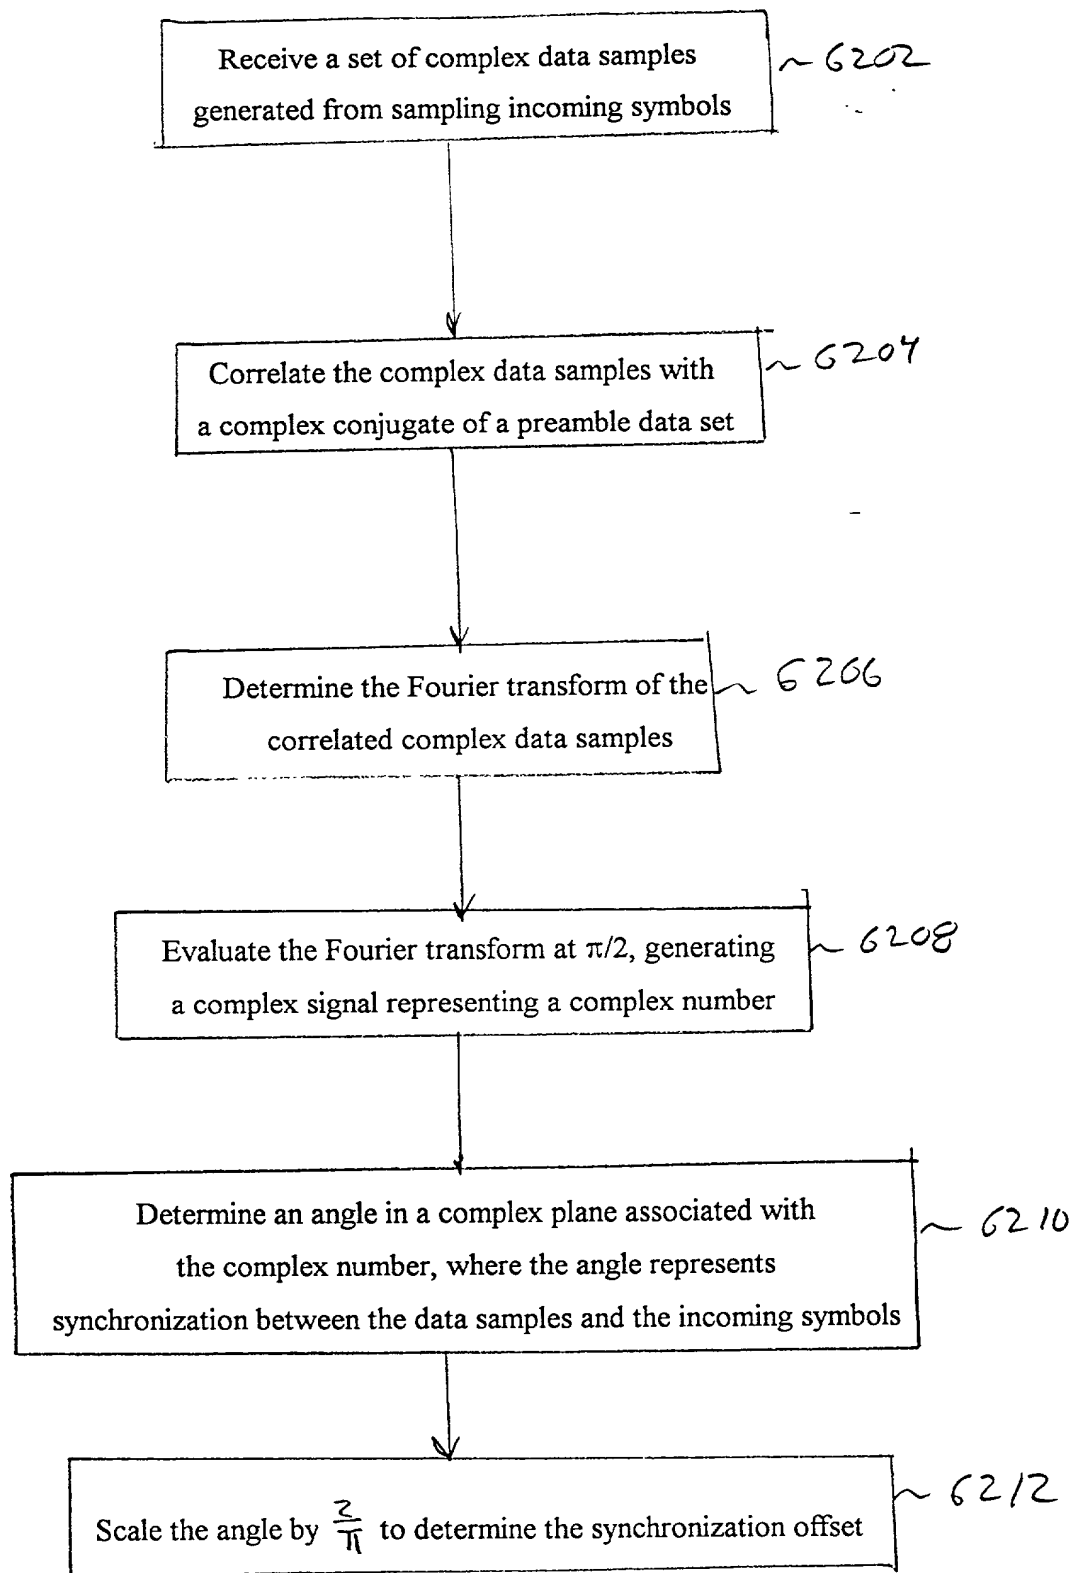 Receive a set of complex data samples
generated from sampling incoming symbols
~ 6202
Correlate the complex data samples with
a complex conjugate of a preamble data set
~ 6204
Determine the Fourier transform of the
correlated complex data samples
~ 6206
Evaluate the Fourier transform at π/2, generating
a complex signal representing a complex number
~ 6208
Determine an angle in a complex plane associated with
the complex number, where the angle represents
synchronization between the data samples and the incoming symbols
~ 6210
Scale the angle by 2/π to determine the synchronization offset
~ 6212